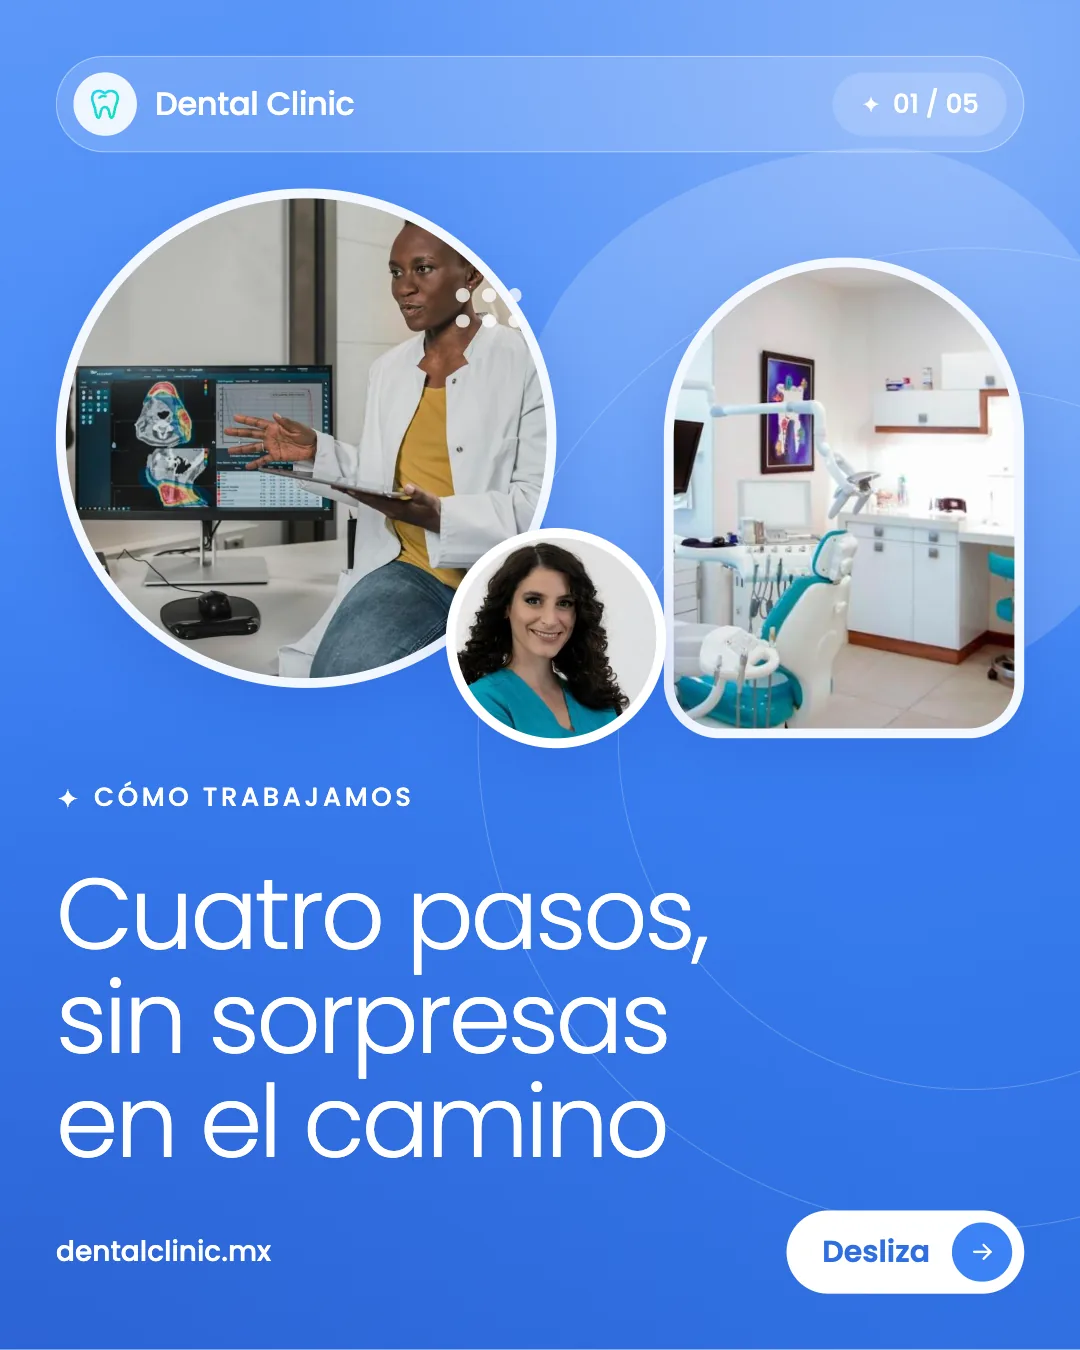 Dental Clinic
✦ 01 / 05
✦ CÓMO TRABAJAMOS
Cuatro pasos,
sin sorpresas
en el camino
dentalclinic.mx
Desliza →